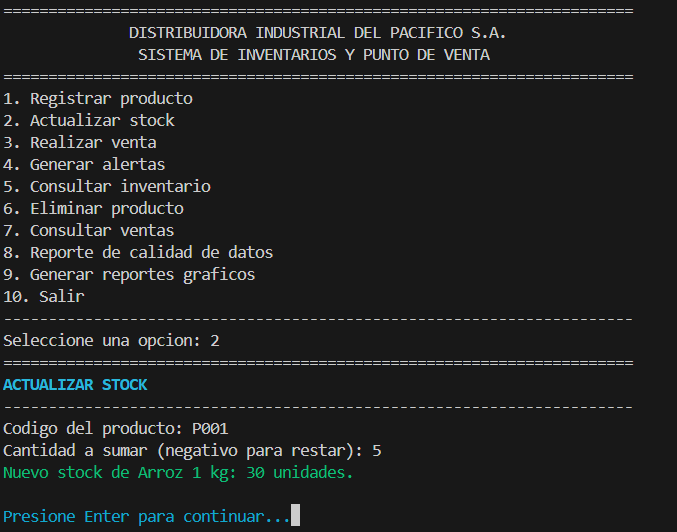 ======================================================================
DISTRIBUIDORA INDUSTRIAL DEL PACIFICO S.A.
SISTEMA DE INVENTARIOS Y PUNTO DE VENTA
======================================================================
1. Registrar producto
2. Actualizar stock
3. Realizar venta
4. Generar alertas
5. Consultar inventario
6. Eliminar producto
7. Consultar ventas
8. Reporte de calidad de datos
9. Generar reportes graficos
10. Salir
----------------------------------------------------------------------
Seleccione una opcion: 2
======================================================================
ACTUALIZAR STOCK
----------------------------------------------------------------------
Codigo del producto: P001
Cantidad a sumar (negativo para restar): 5
Nuevo stock de Arroz 1 kg: 30 unidades.
Presione Enter para continuar...